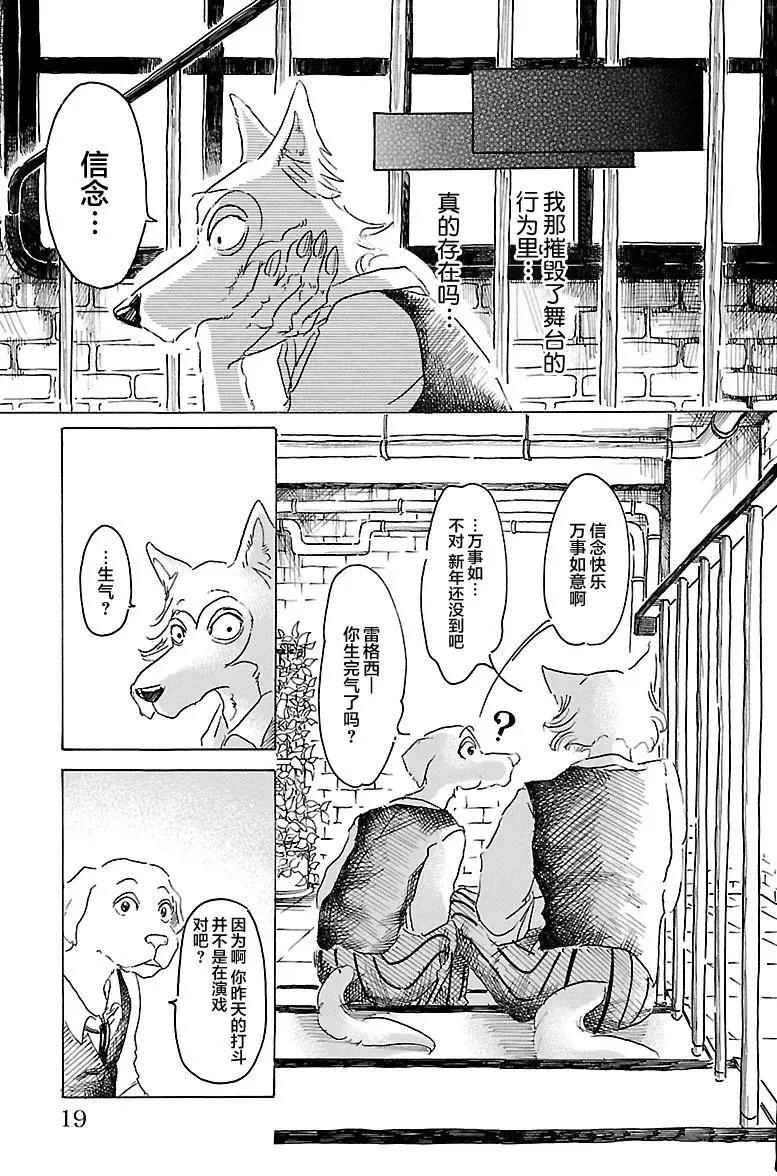 我那摧毁了舞台的
行为里…
真的存在吗…
信念…
信念快乐
万事如意啊
…万事如…
不对 新年还没到吧
?
雷格西—
你生完气了吗?
…生气?
因为啊 你昨天的打斗
并不是在演戏
对吧?
19